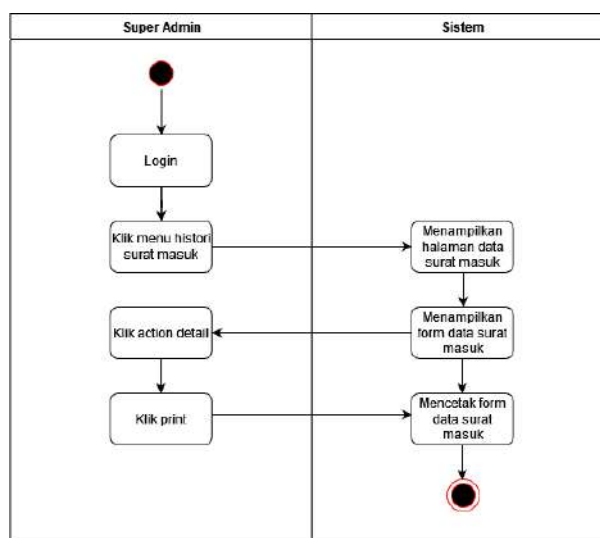 Super Admin
Sistem
Login
Klik menu histori
surat masuk
Menampilkan
halaman data
surat masuk
Klik action detail
Menampilkan
form data surat
masuk
Klik print
Mencetak form
data surat
masuk